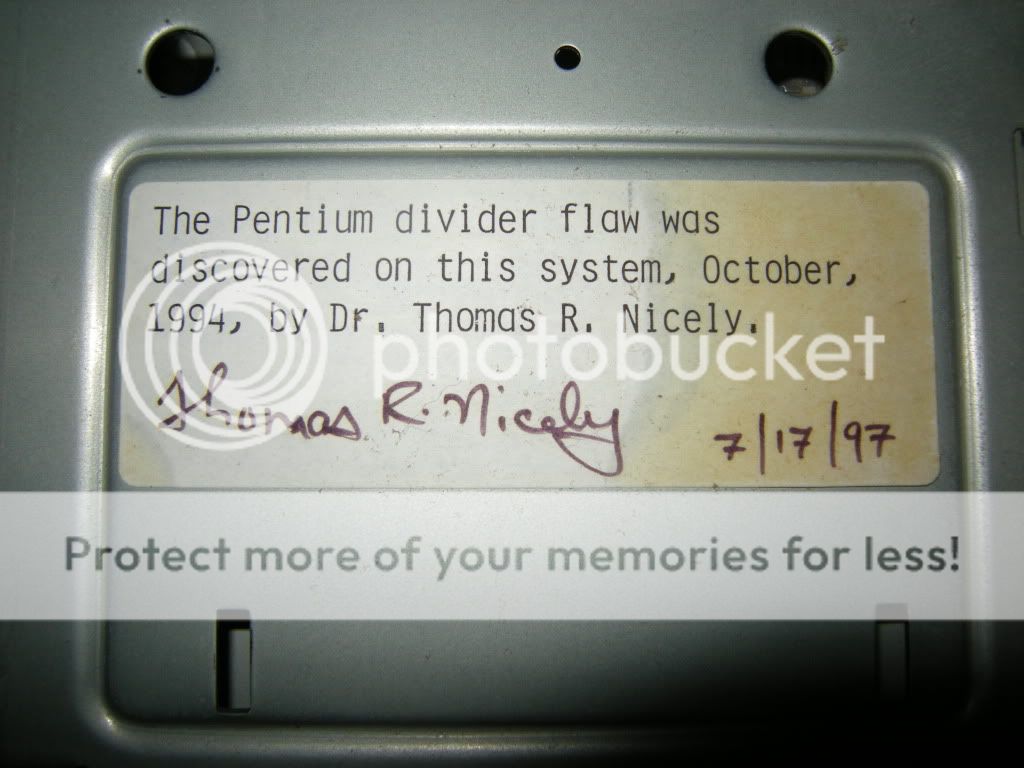 The Pentium divider flaw was
discovered on this system, October,
1994, by Dr. Thomas R. Nicely.
photobucket
Thomas R. Nicely 7/17/97
Protect more of your memories for less!